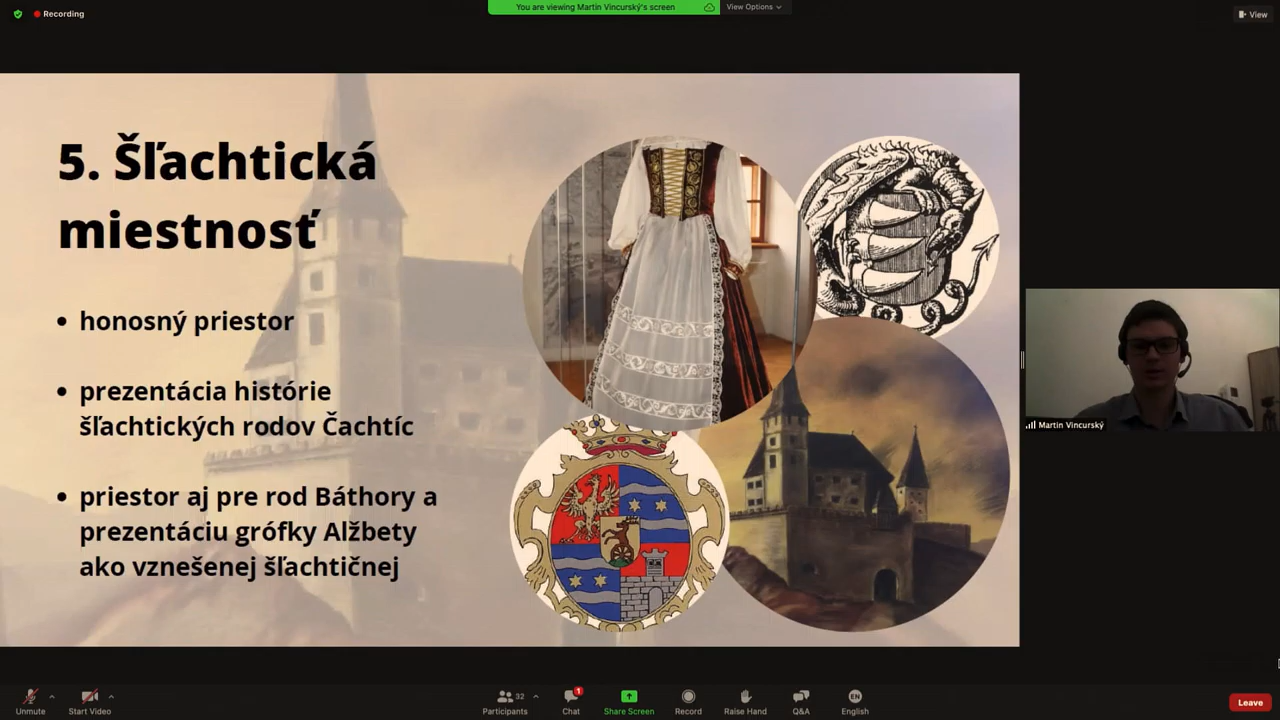 Recording
You are viewing Martin Vincurský's screen
View Options
View
5. Šľachtická
miestnosť
• honosný priestor
• prezentácia histórie
šľachtických rodov Čachtíc
• priestor aj pre rod Báthory a
prezentáciu grófky Alžbety
ako vznešenej šľachtičnej
Martin Vincurský
Unmute
Start Video
32
Participants
1
Chat
Share Screen
Record
Raise Hand
Q&A
EN
English
Leave